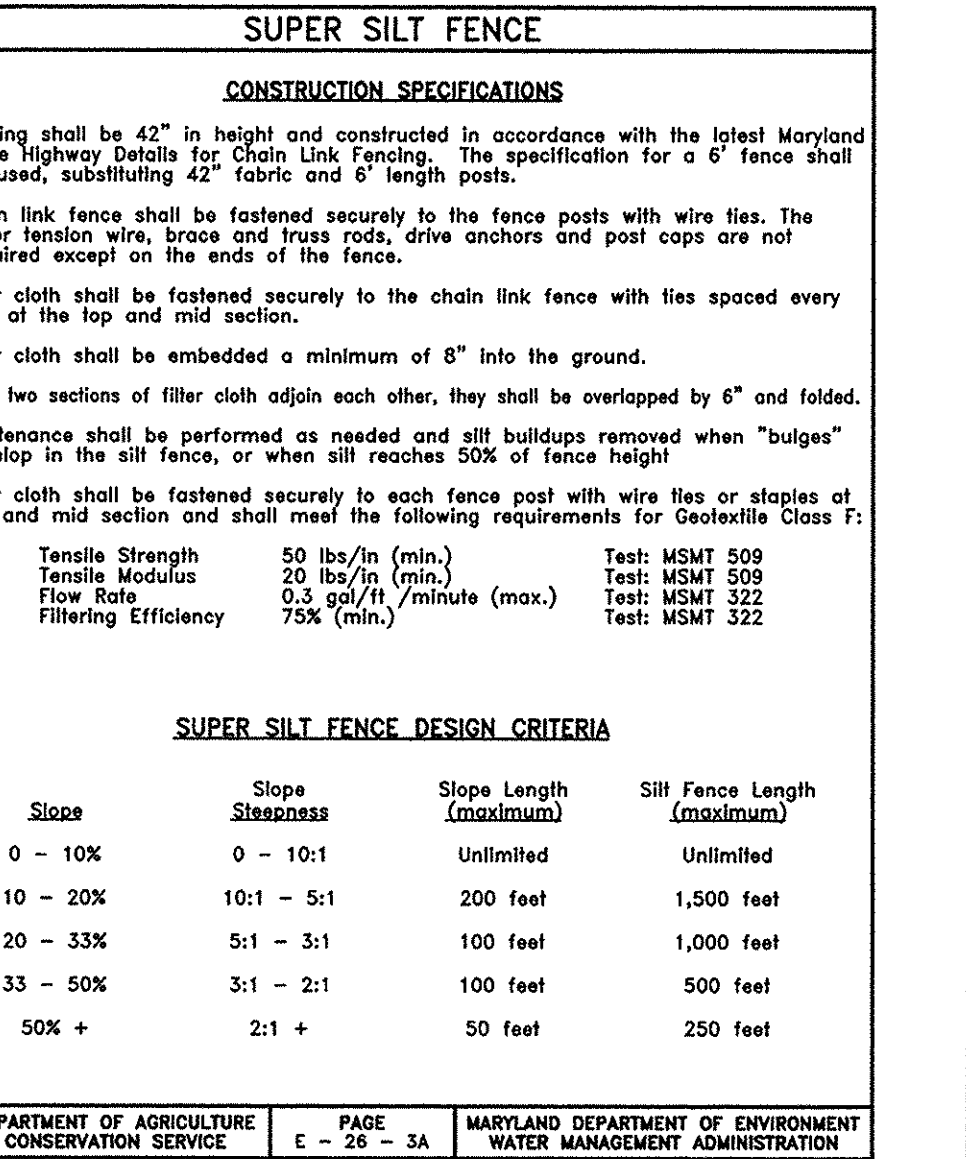 SUPER SILT FENCE
CONSTRUCTION SPECIFICATIONS
ing shall be 42" in height and constructed in accordance with the latest Maryland
e Highway Details for Chain Link Fencing. The specification for a 6' fence shall
used, substituting 42" fabric and 6' length posts.
n link fence shall be fastened securely to the fence posts with wire ties. The
er tension wire, brace and truss rods, drive anchors and post caps are not
ired except on the ends of the fence.
r cloth shall be fastened securely to the chain link fence with ties spaced every
at the top and mid section.
r cloth shall be embedded a minimum of 8" into the ground.
two sections of filter cloth adjoin each other, they shall be overlapped by 6" and folded.
tenance shall be performed as needed and silt buildups removed when "bulges"
elop in the silt fence, or when silt reaches 50% of fence height
r cloth shall be fastened securely to each fence post with wire ties or staples at
and mid section and shall meet the following requirements for Geotextile Class F:
Tensile Strength 50 lbs/in (min.) Test: MSMT 509
Tensile Modulus 20 lbs/in (min.) Test: MSMT 509
Flow Rate 0.3 gal/ft /minute (max.) Test: MSMT 322
Filtering Efficiency 75% (min.) Test: MSMT 322
SUPER SILT FENCE DESIGN CRITERIA
Slope Slope Steepness Slope Length (maximum) Silt Fence Length (maximum)
0 - 10% 0 - 10:1 Unlimited Unlimited
10 - 20% 10:1 - 5:1 200 feet 1,500 feet
20 - 33% 5:1 - 3:1 100 feet 1,000 feet
33 - 50% 3:1 - 2:1 100 feet 500 feet
50% + 2:1 + 50 feet 250 feet
PARTMENT OF AGRICULTURE
CONSERVATION SERVICE
PAGE
E - 26 - 3A
MARYLAND DEPARTMENT OF ENVIRONMENT
WATER MANAGEMENT ADMINISTRATION